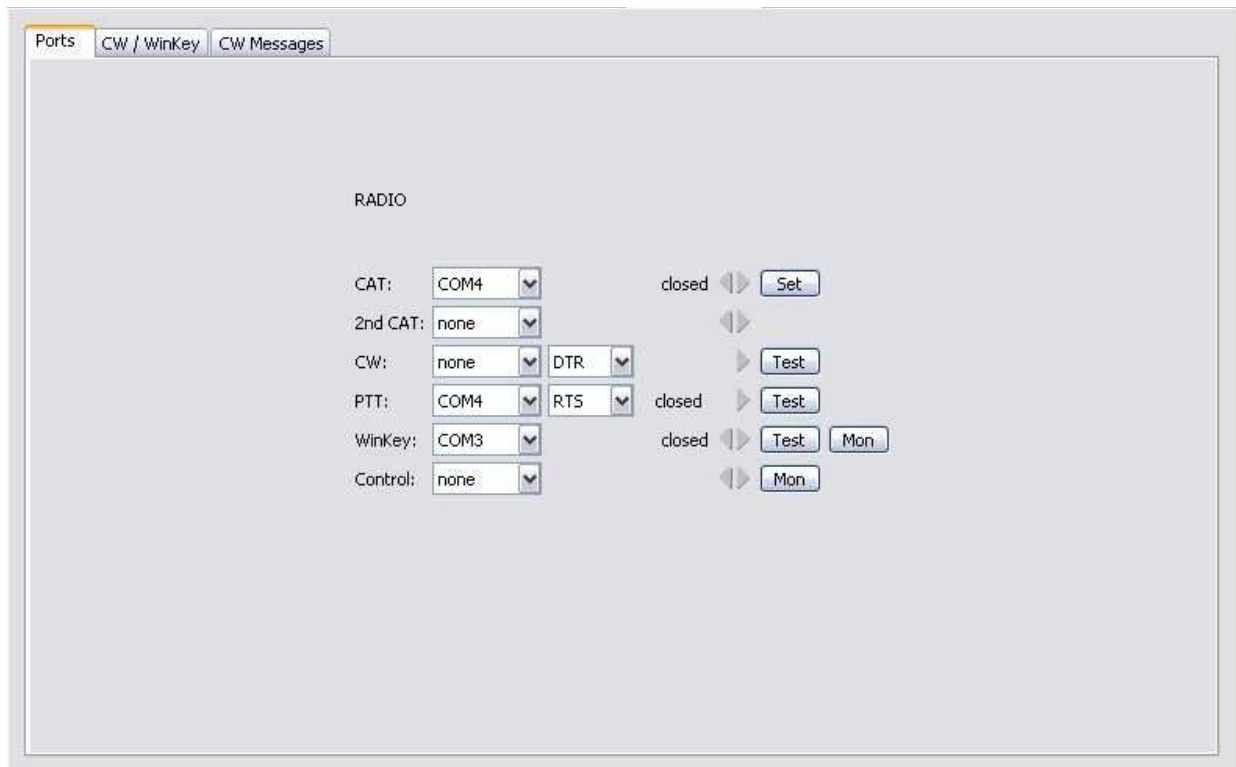 Ports CW / WinKey CW Messages
RADIO
CAT: COM4 closed Set
2nd CAT: none
CW: none DTR Test
PTT: COM4 RTS closed Test
WinKey: COM3 closed Test Mon
Control: none Mon